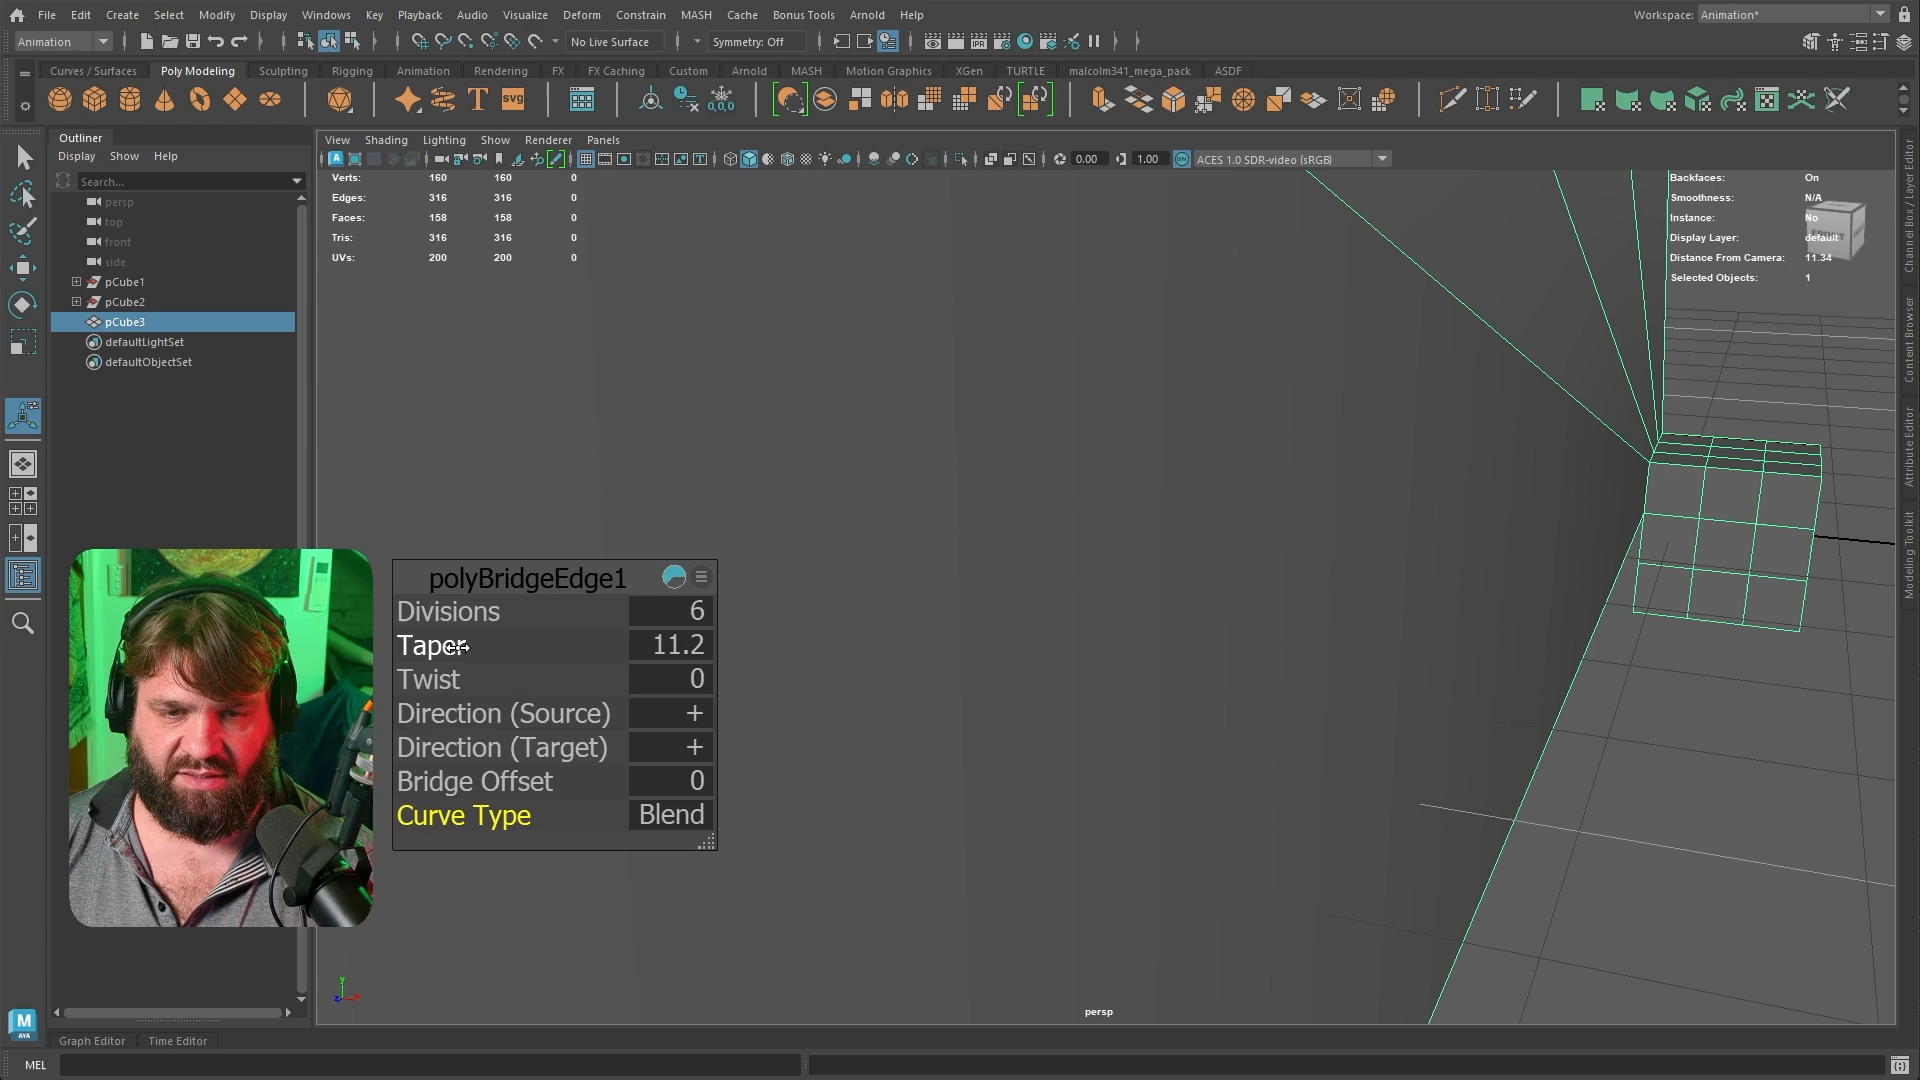 File Edit Create Select Modify Display Windows Key Playback Audio Visualize Deform Constrain MASH Cache Bonus Tools Arnold Help Workspace: Animation*
Animation No Live Surface Symmetry: Off
Curves / Surfaces Poly Modeling Sculpting Rigging Animation Rendering FX FX Caching Custom Arnold MASH Motion Graphics XGen TURTLE malcolm341_mega_pack ASDF
T SVG 0,0,0
Outliner
Display Show Help
Search...
persp
top
front
side
pCube1
pCube2
pCube3
defaultLightSet
defaultObjectSet
View Shading Lighting Show Renderer Panels
0.00 1.00 ON ACES 1.0 SDR-video (sRGB)
Verts: 160 160 0
Edges: 316 316 0
Faces: 158 158 0
Tris: 316 316 0
UVs: 200 200 0
Backfaces: On
Smoothness: N/A
Instance: No
Display Layer: default
Distance From Camera: 11.34
Selected Objects: 1
FRONT
polyBridgeEdge1
Divisions 6
Taper 11.2
Twist 0
Direction (Source) +
Direction (Target) +
Bridge Offset 0
Curve Type Blend
y
z x
persp
Channel Box / Layer Editor
Content Browser
Attribute Editor
Modeling Toolkit
M
AYA
Graph Editor Time Editor
MEL